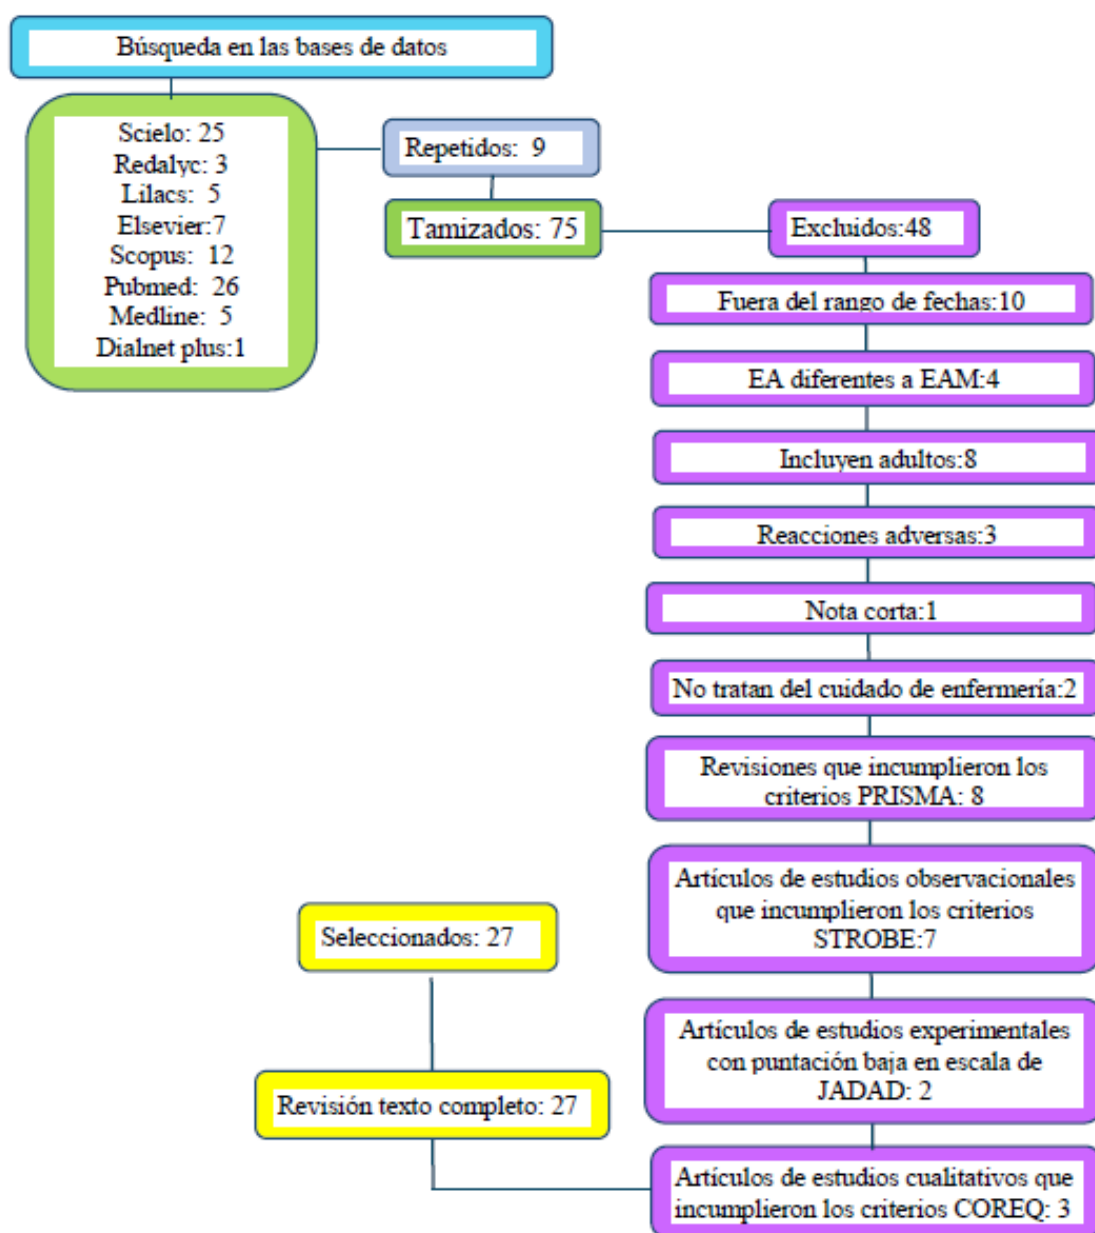 Búsqueda en las bases de datos
Scielo: 25
Redalyc: 3
Lilacs: 5
Elsevier:7
Scopus: 12
Pubmed: 26
Medline: 5
Dialnet plus:1
Repetidos: 9
Tamizados: 75
Excluidos:48
Fuera del rango de fechas:10
EA diferentes a EAM:4
Incluyen adultos:8
Reacciones adversas:3
Nota corta:1
No tratan del cuidado de enfermería:2
Revisiones que incumplieron los
criterios PRISMA: 8
Artículos de estudios observacionales
que incumplieron los criterios
STROBE:7
Artículos de estudios experimentales
con puntación baja en escala de
JADAD: 2
Artículos de estudios cualitativos que
incumplieron los criterios COREQ: 3
Revisión texto completo: 27
Seleccionados: 27